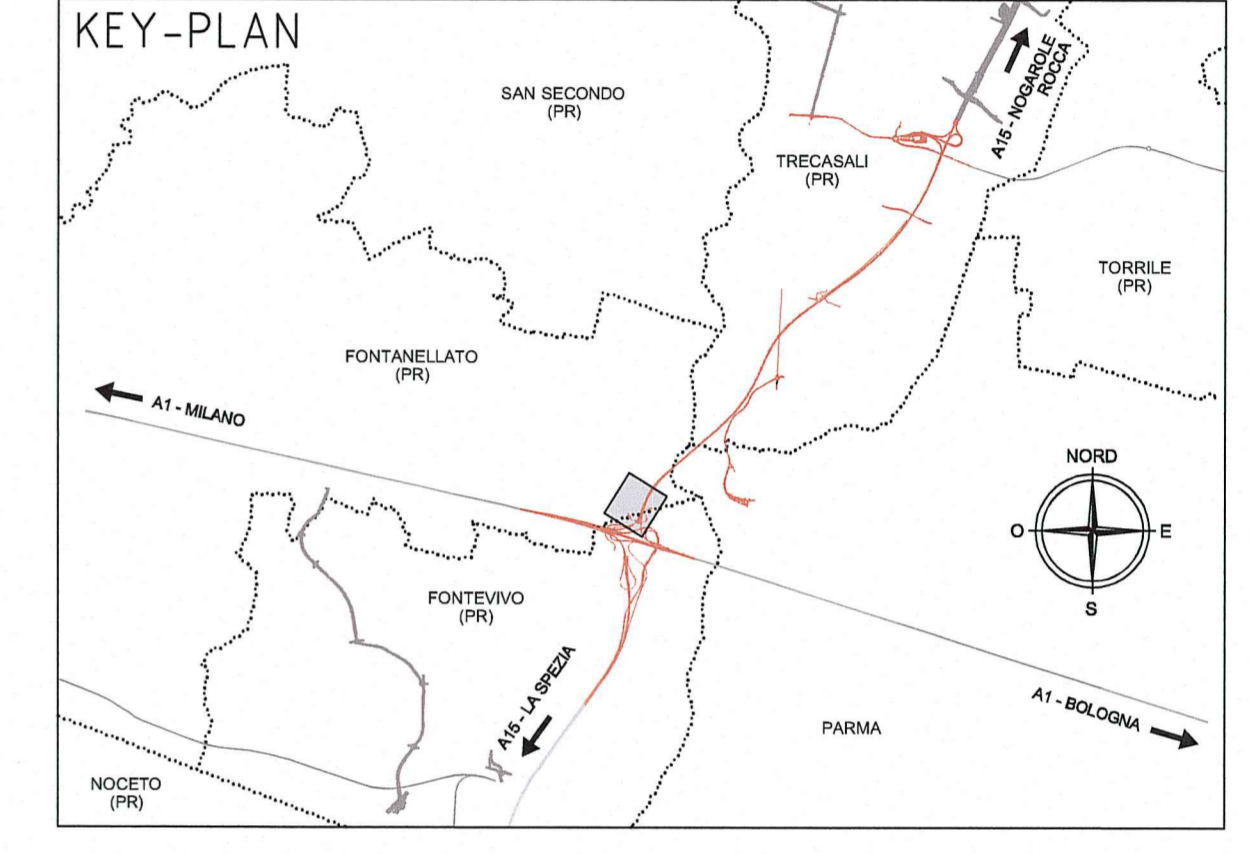 KEY-PLAN
SAN SECONDO
(PR)
A15 - NOGAROLE
ROCCA
TRECASALI
(PR)
TORRILE
(PR)
FONTANELLATO
(PR)
A1 - MILANO
NORD
O
E
S
FONTEVIVO
(PR)
A15 - LA SPEZIA
A1 - BOLOGNA
PARMA
NOCETO
(PR)